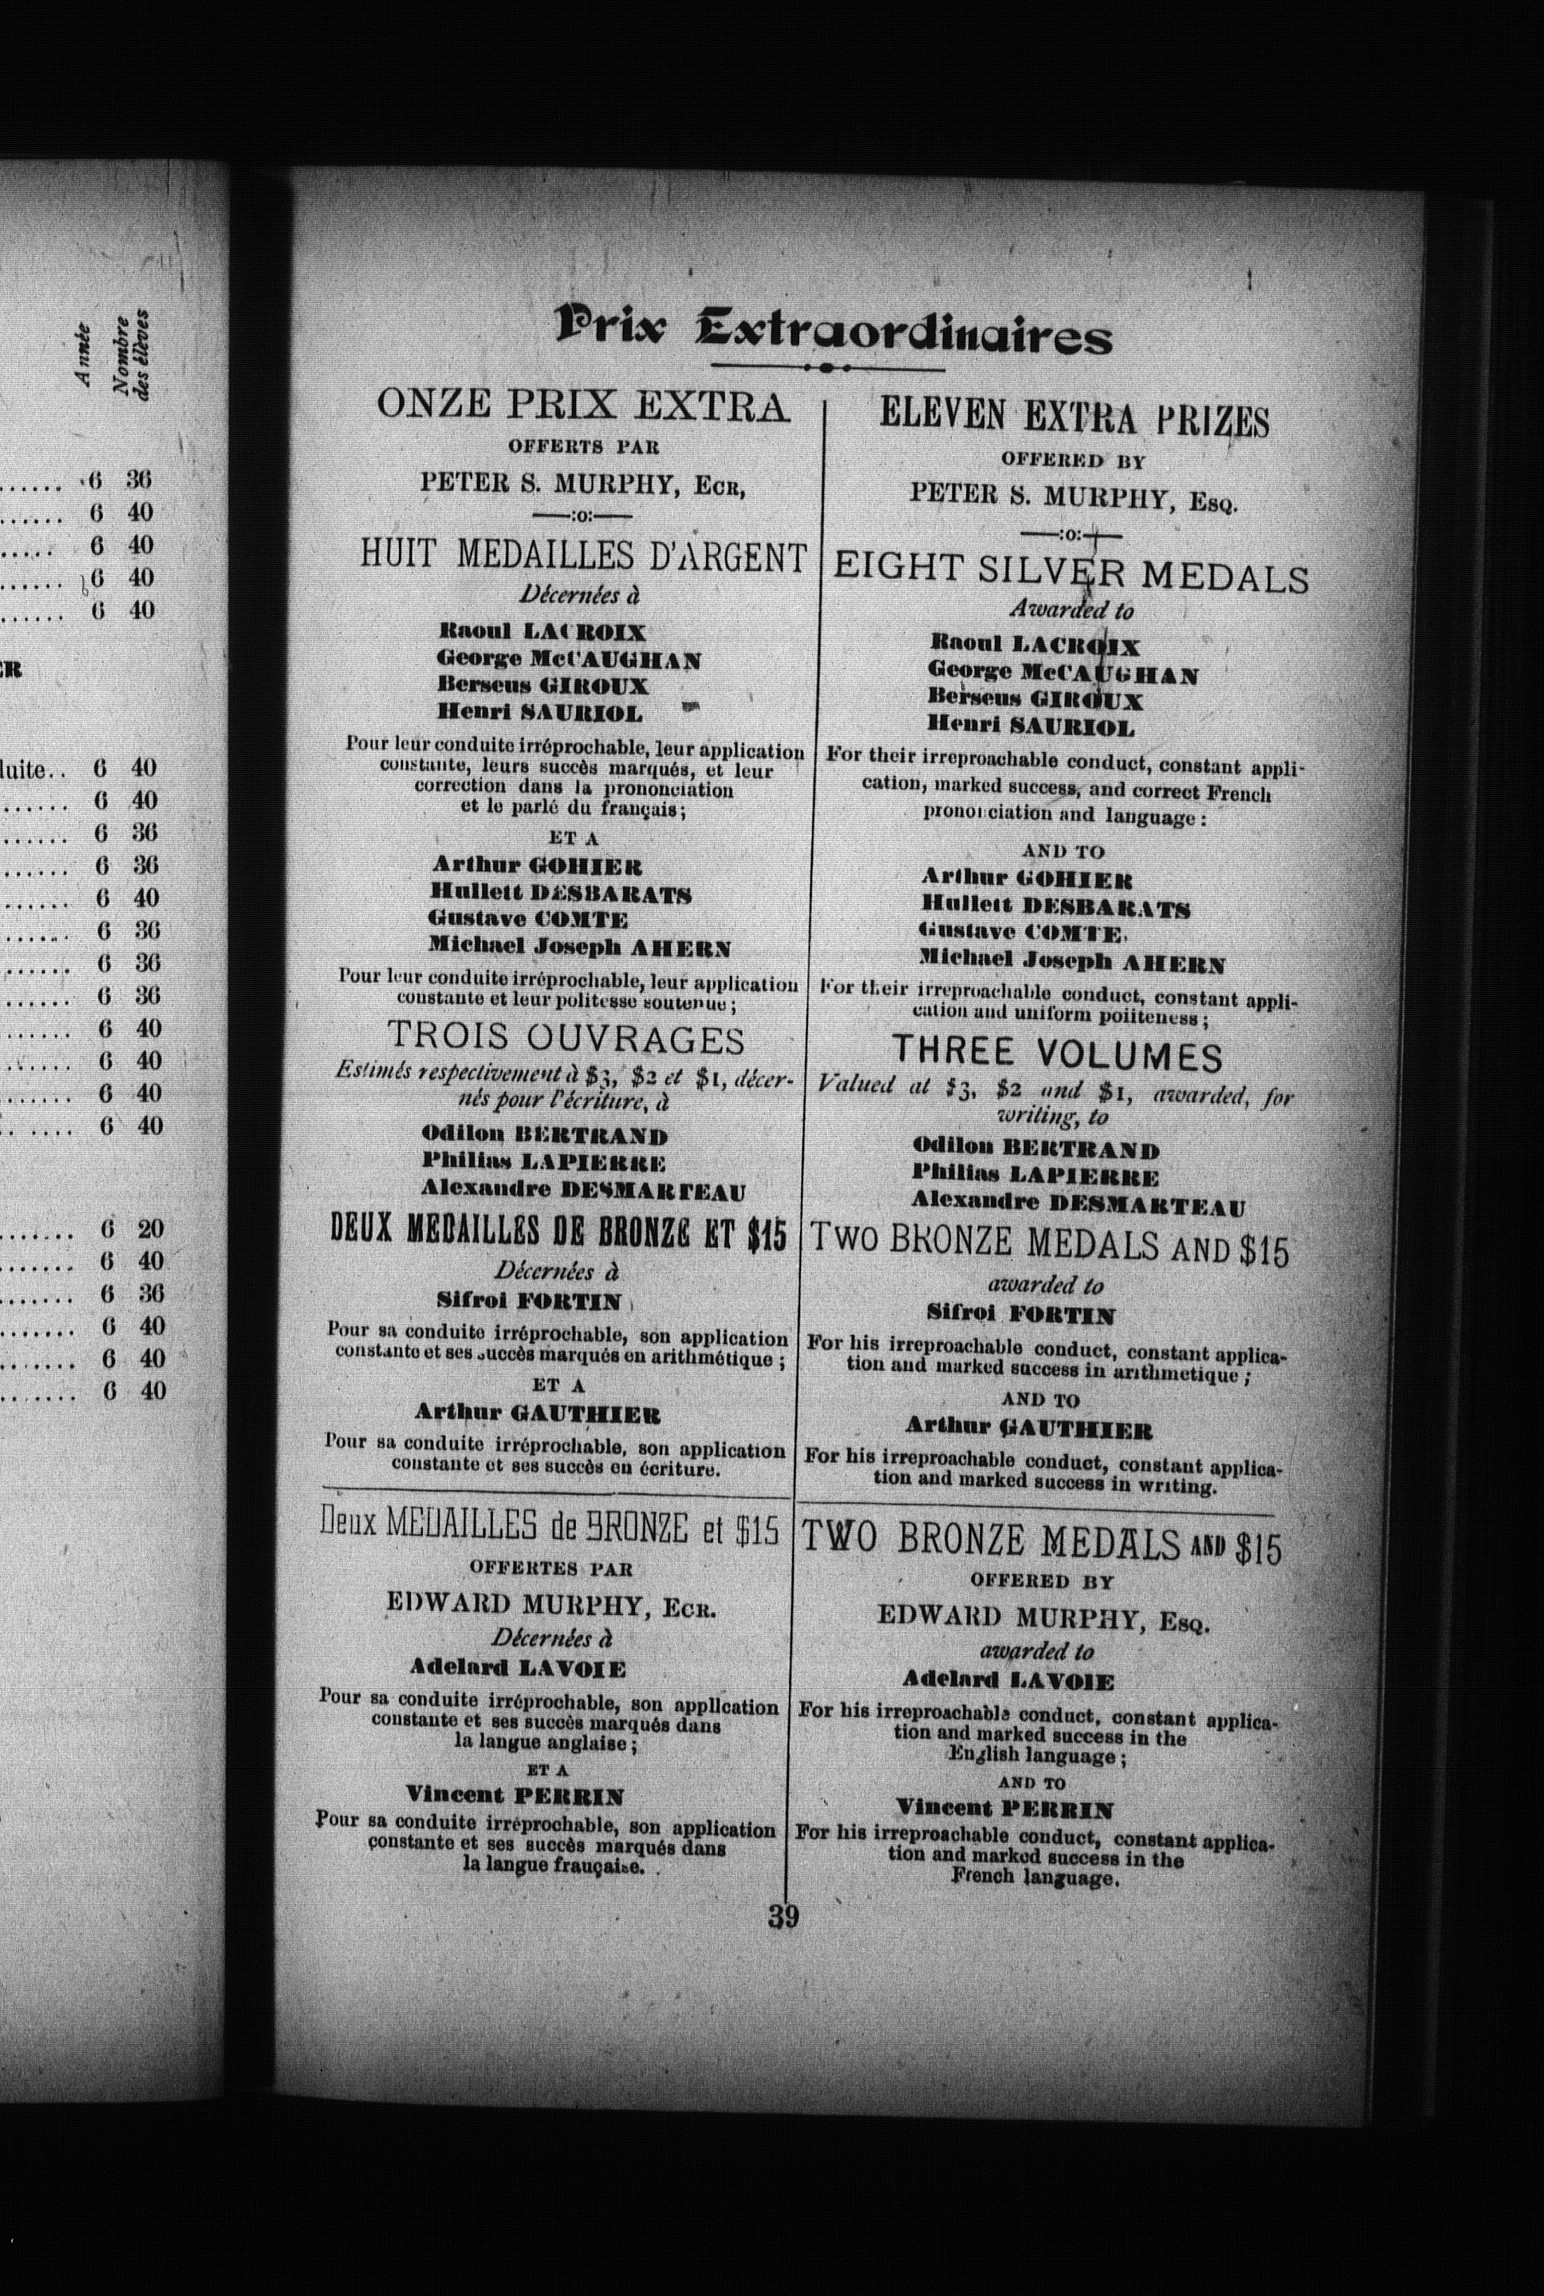 Année
Nombre
des élèves
...... 6 36
...... 6 40
..... 6 40
...... 6 40
...... 6 40
ER
duite.. 6 40
...... 6 40
...... 6 36
...... 6 36
...... 6 40
...... 6 36
...... 6 36
...... 6 36
...... 6 40
...... 6 40
....... 6 40
.. .... 6 40
....... 6 20
....... 6 40
....... 6 36
....... 6 40
....... 6 40
....... 6 40
Prix Extraordinaires
ONZE PRIX EXTRA
OFFERTS PAR
PETER S. MURPHY, ECR,
—:o:—
HUIT MEDAILLES D'ARGENT
Décernées à
Raoul LACROIX
George McCAUGHAN
Berseus GIROUX
Henri SAURIOL
Pour leur conduite irréprochable, leur application
constante, leurs succès marqués, et leur
correction dans la prononciation
et le parlé du français;
ET A
Arthur GOHIER
Hullett DESBARATS
Gustave COMTE
Michael Joseph AHERN
Pour leur conduite irréprochable, leur application
constante et leur politesse soutenue;
TROIS OUVRAGES
Estimés respectivement à $3, $2 et $1, décer-
nés pour l'écriture, à
Odilon BERTRAND
Philias LAPIERRE
Alexandre DESMARTEAU
DEUX MEDAILLES DE BRONZE ET $15
Décernées à
Sifroi FORTIN
Pour sa conduite irréprochable, son application
constante et ses succès marqués en arithmétique;
ET A
Arthur GAUTHIER
Pour sa conduite irréprochable, son application
constante et ses succès en écriture.
Deux MEDAILLES de BRONZE et $15
OFFERTES PAR
EDWARD MURPHY, ECR.
Décernées à
Adelard LAVOIE
Pour sa conduite irréprochable, son application
constante et ses succès marqués dans
la langue anglaise;
ET A
Vincent PERRIN
Pour sa conduite irréprochable, son application
constante et ses succès marqués dans
la langue française.
ELEVEN EXTRA PRIZES
OFFERED BY
PETER S. MURPHY, ESQ.
—:o:—
EIGHT SILVER MEDALS
Awarded to
Raoul LACROIX
George McCAUGHAN
Berseus GIROUX
Henri SAURIOL
For their irreproachable conduct, constant appli-
cation, marked success, and correct French
pronounciation and language:
AND TO
Arthur GOHIER
Hullett DESBARATS
Gustave COMTE.
Michael Joseph AHERN
For their irreproachable conduct, constant appli-
cation and uniform poiiteness;
THREE VOLUMES
Valued at $3, $2 and $1, awarded, for
writing, to
Odilon BERTRAND
Philias LAPIERRE
Alexandre DESMARTEAU
TWO BRONZE MEDALS AND $15
awarded to
Sifroi FORTIN
For his irreproachable conduct, constant applica-
tion and marked success in arithmetique;
AND TO
Arthur GAUTHIER
For his irreproachable conduct, constant applica-
tion and marked success in writing.
TWO BRONZE MEDALS AND $15
OFFERED BY
EDWARD MURPHY, ESQ.
awarded to
Adelard LAVOIE
For his irreproachable conduct, constant applica-
tion and marked success in the
English language;
AND TO
Vincent PERRIN
For his irreproachable conduct, constant applica-
tion and marked success in the
French language.
39